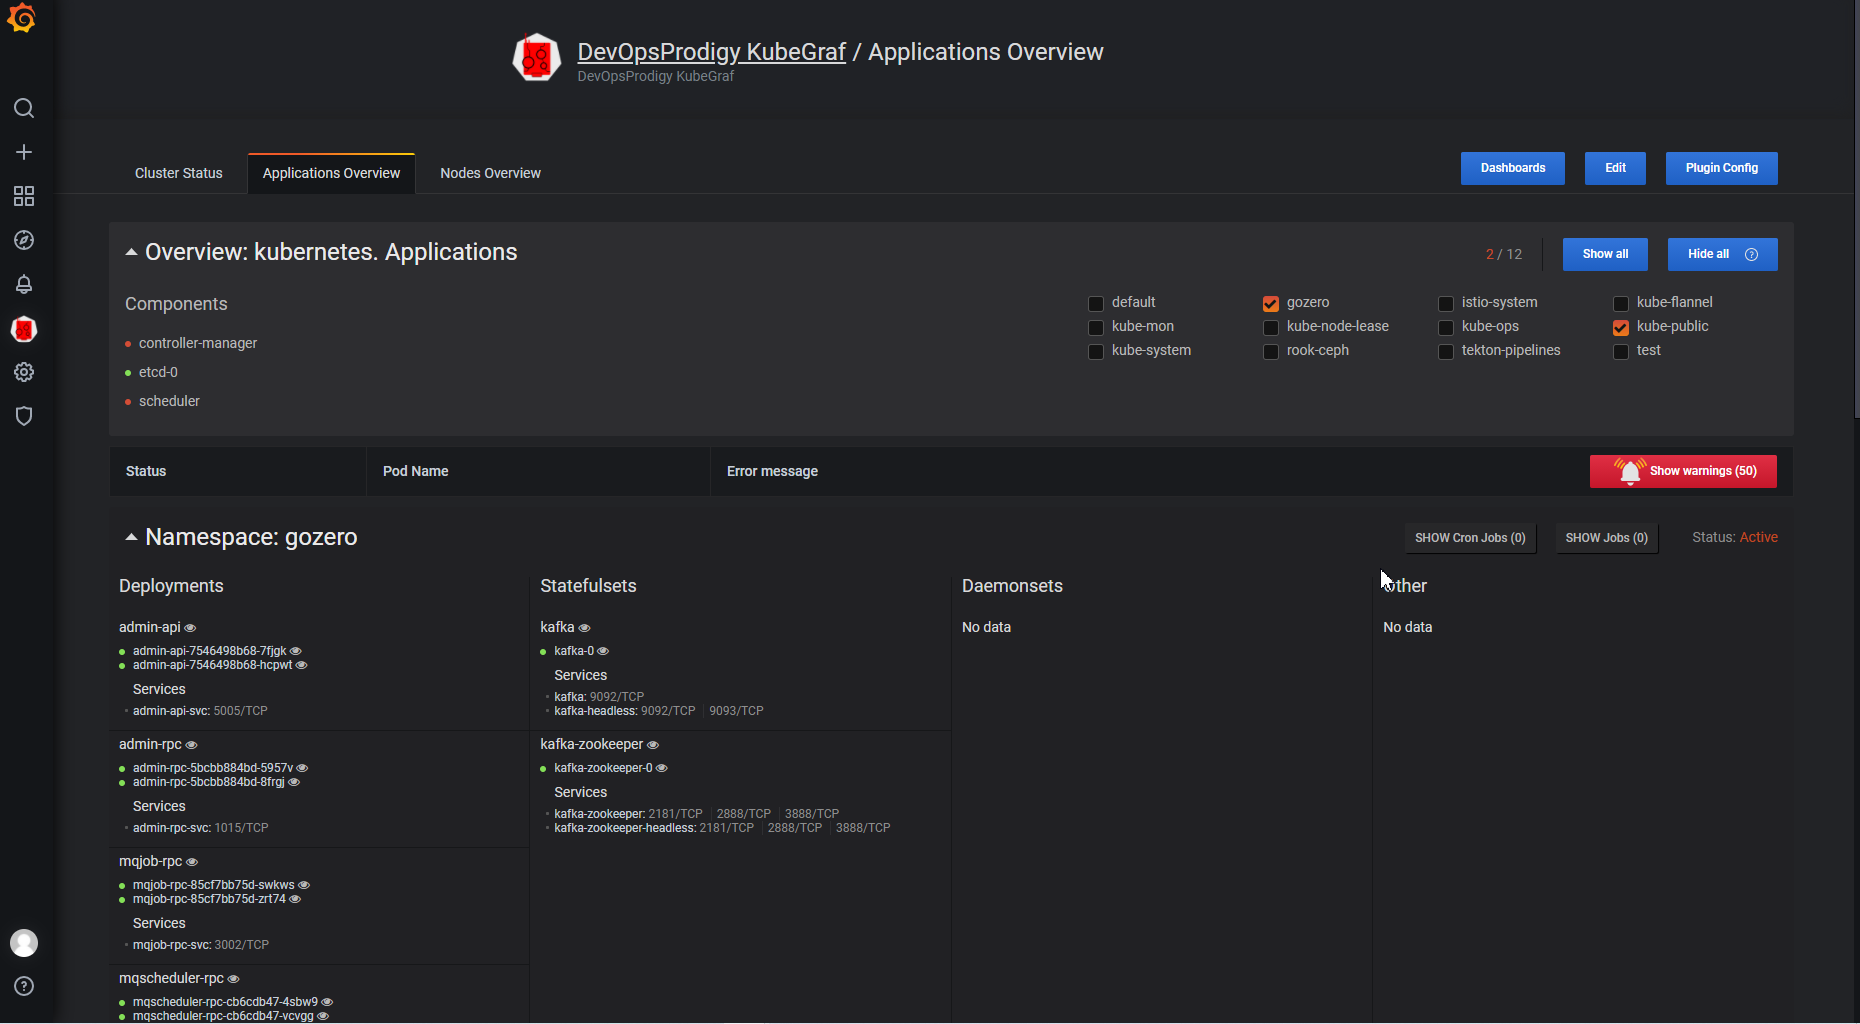 DevOpsProdigy KubeGraf / Applications Overview
DevOpsProdigy KubeGraf
Cluster Status
Applications Overview
Nodes Overview
Dashboards
Edit
Plugin Config
Overview: kubernetes. Applications
2 / 12
Show all
Hide all
Components
controller-manager
etcd-0
scheduler
default
gozero
istio-system
kube-flannel
kube-mon
kube-node-lease
kube-ops
kube-public
kube-system
rook-ceph
tekton-pipelines
test
Status
Pod Name
Error message
Show warnings (50)
Namespace: gozero
SHOW Cron Jobs (0)
SHOW Jobs (0)
Status: Active
Deployments
admin-api
admin-api-7546498b68-7fjgk
admin-api-7546498b68-hcpwt
Services
admin-api-svc: 5005/TCP
admin-rpc
admin-rpc-5bcbb884bd-5957v
admin-rpc-5bcbb884bd-8frgj
Services
admin-rpc-svc: 1015/TCP
mqjob-rpc
mqjob-rpc-85cf7bb75d-swkws
mqjob-rpc-85cf7bb75d-zrt74
Services
mqjob-rpc-svc: 3002/TCP
mqscheduler-rpc
mqscheduler-rpc-cb6cdb47-4sbw9
mqscheduler-rpc-cb6cdb47-vcvgg
Statefulsets
kafka
kafka-0
Services
kafka: 9092/TCP
kafka-headless: 9092/TCP 9093/TCP
kafka-zookeeper
kafka-zookeeper-0
Services
kafka-zookeeper: 2181/TCP 2888/TCP 3888/TCP
kafka-zookeeper-headless: 2181/TCP 2888/TCP 3888/TCP
Daemonsets
No data
Other
No data